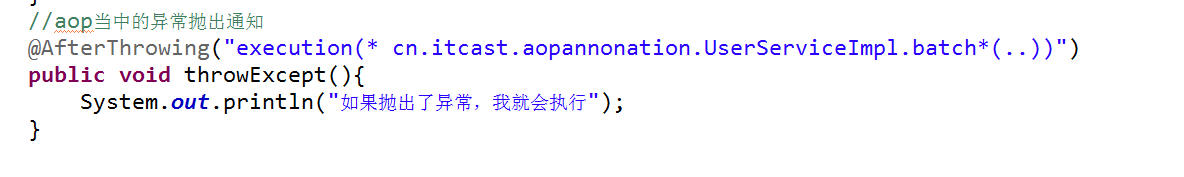 //aop当中的异常抛出通知
@AfterThrowing("execution(* cn.itcast.aopannonation.UserServiceImpl.batch*(..))")
public void throwExcept(){
    System.out.println("如果抛出了异常，我就会执行");
}